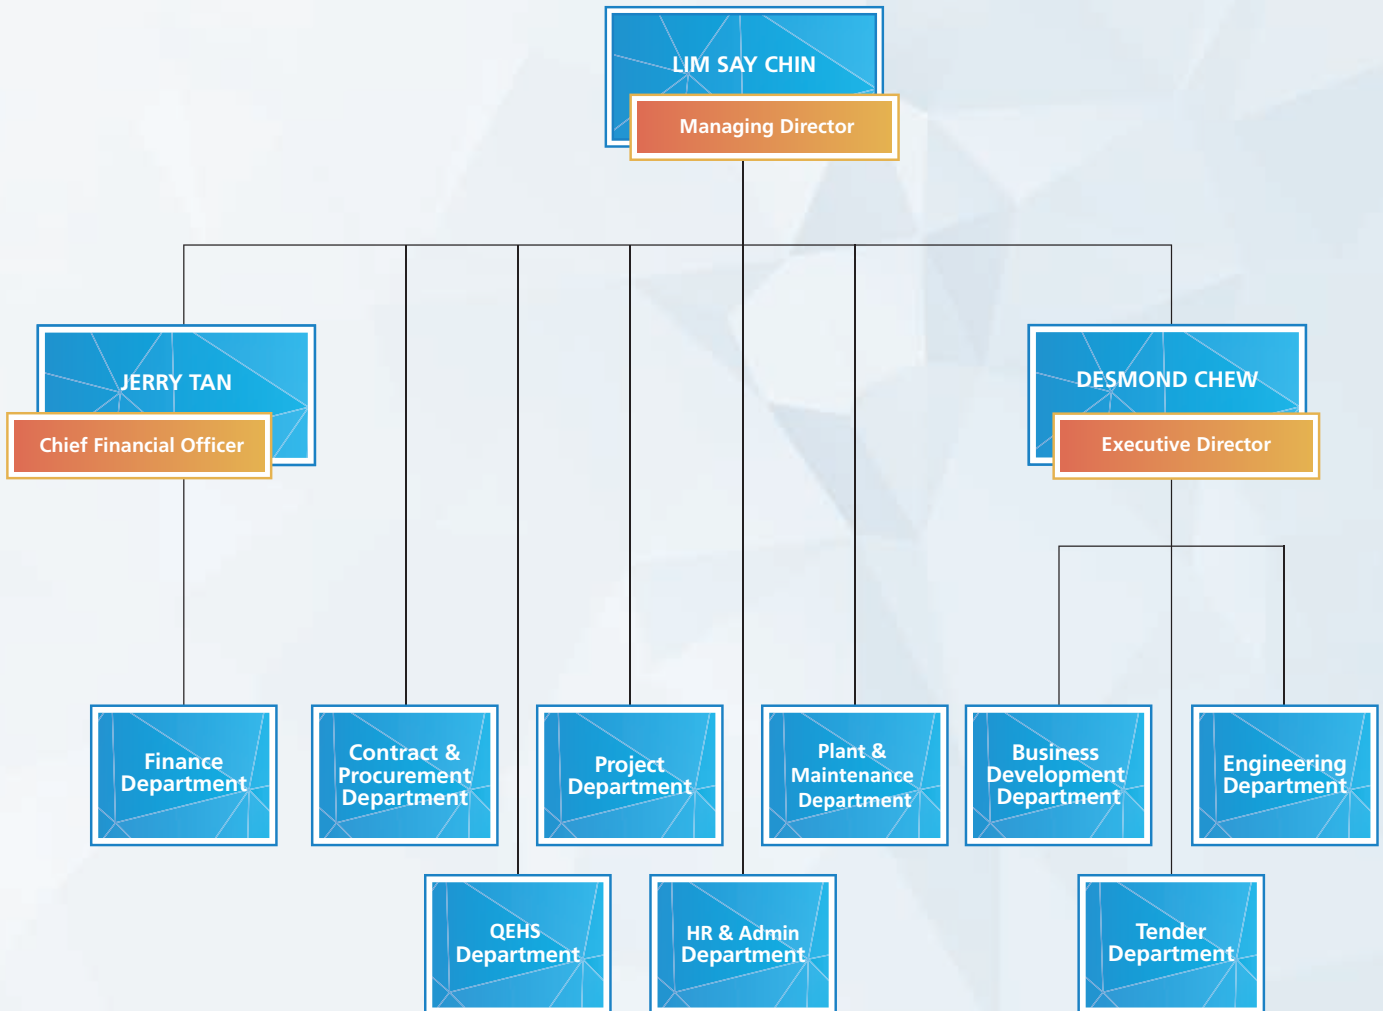 LIM SAY CHIN
Managing Director
JERRY TAN
Chief Financial Officer
DESMOND CHEW
Executive Director
Finance
Department
Contract &
Procurement
Department
Project
Department
Plant &
Maintenance
Department
Business
Development
Department
Engineering
Department
QEHS
Department
HR & Admin
Department
Tender
Department